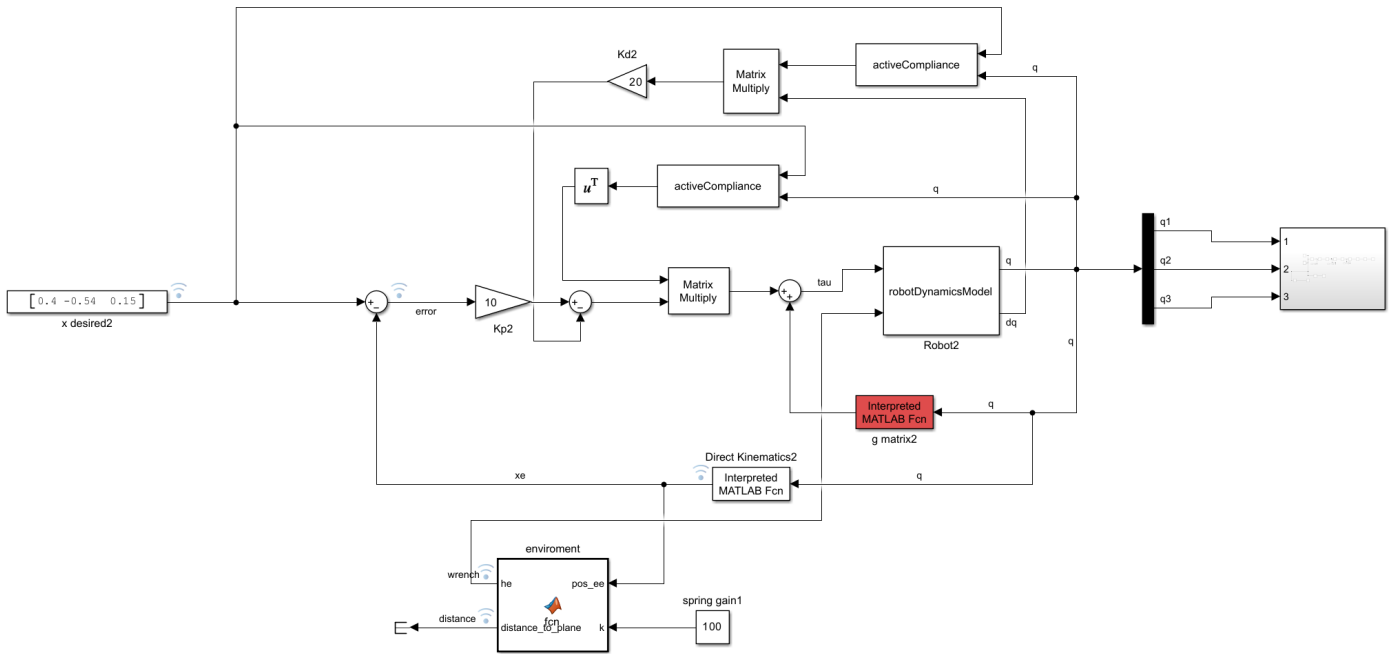 Kd2
20
Matrix
Multiply
activeCompliance
q
uT
activeCompliance
q
[0.4 -0.54 0.15]
x desired2
+
-
error
10
Kp2
+
-
Matrix
Multiply
+
+
tau
robotDynamicsModel
q
dq
Robot2
q
q1
q2
q3
1
2
3
Interpreted
MATLAB Fcn
g matrix2
q
xe
Direct Kinematics2
Interpreted
MATLAB Fcn
q
enviroment
wrench
he
pos_ee
fcn
distance
distance_to_plane
k
spring gain1
100